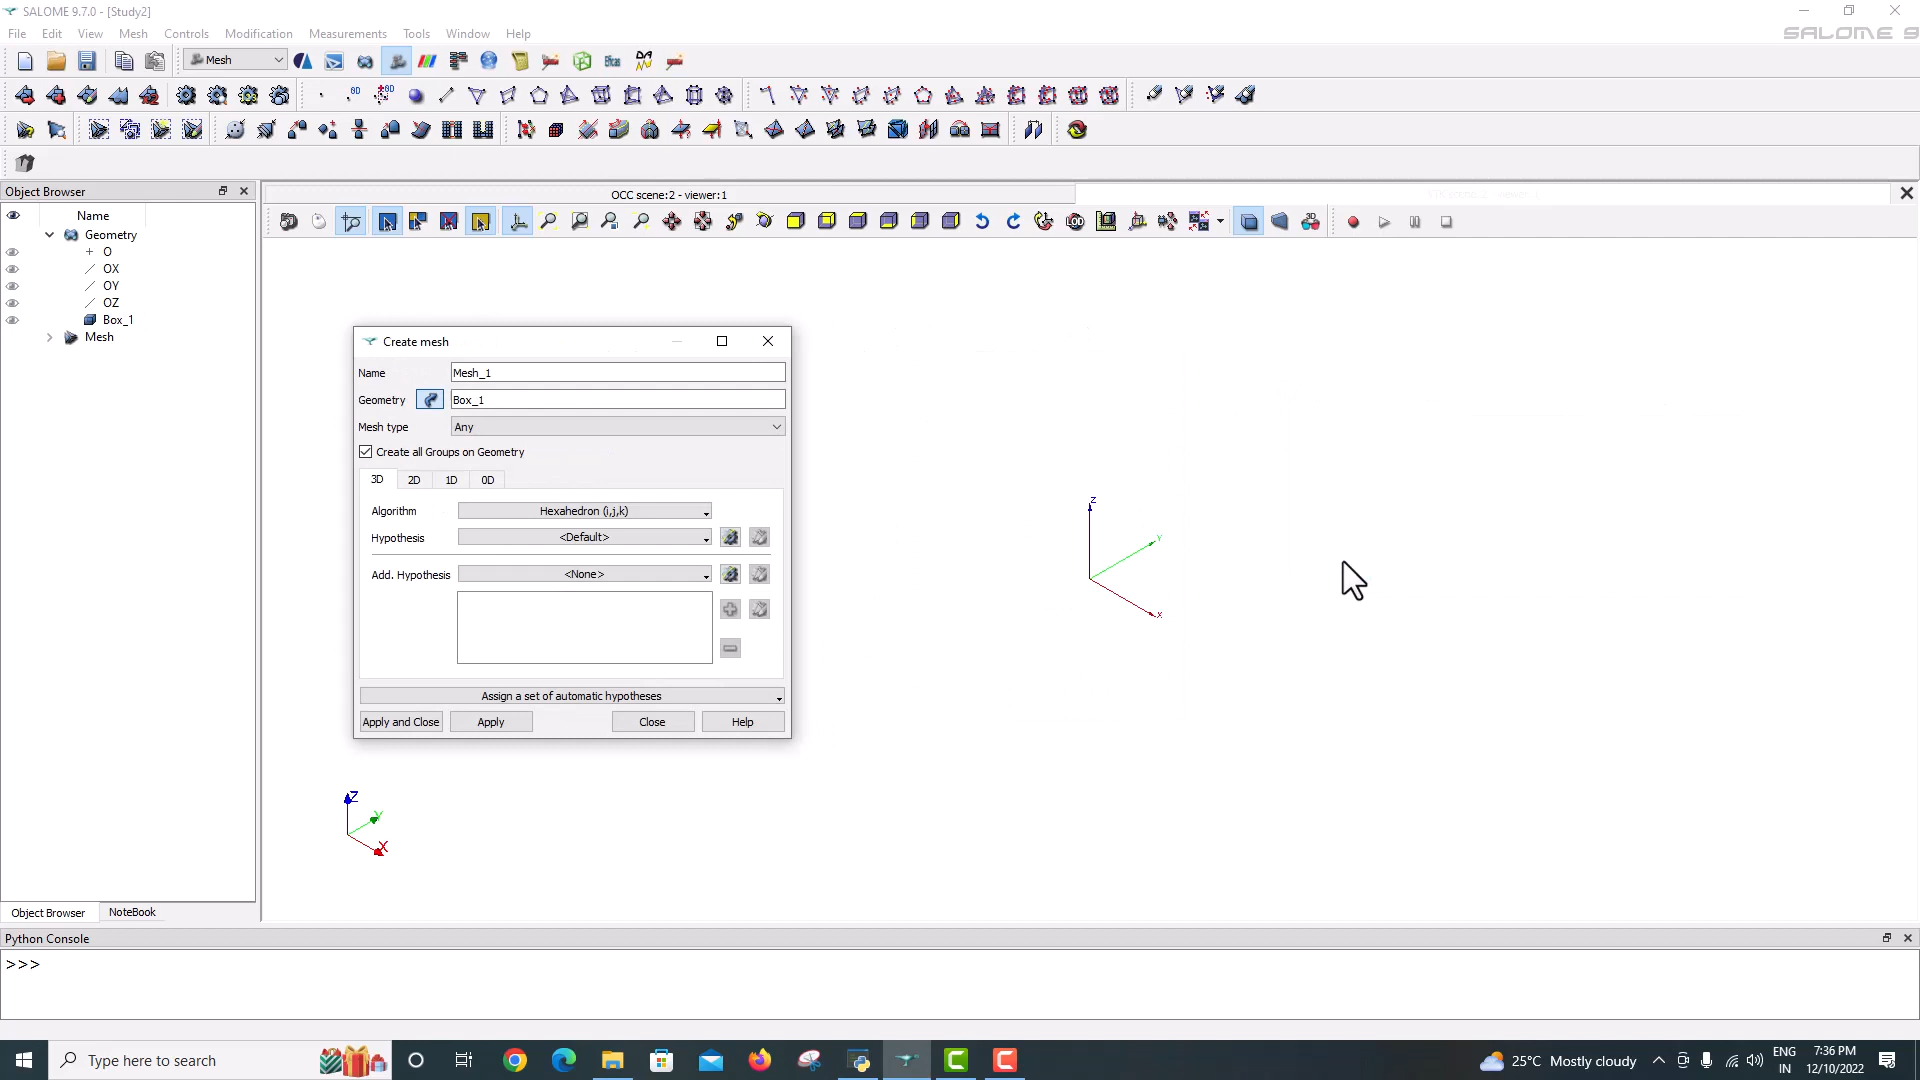 SALOME 9.7.0 - [Study2]
File Edit View Mesh Controls Modification Measurements Tools Window Help
SALOME 9
Mesh
Eficas
0D
0D
Object Browser
OCC scene:2 - viewer:1
Name
Geometry
O
OX
OY
OZ
Box_1
Mesh
3D
Create mesh
Name Mesh_1
Geometry Box_1
Mesh type Any
Create all Groups on Geometry
3D 2D 1D 0D
Algorithm Hexahedron (i,j,k)
Hypothesis <Default>
Add. Hypothesis <None>
Assign a set of automatic hypotheses
Apply and Close Apply Close Help
Z
Y
X
Z
Y
X
Object Browser NoteBook
Python Console
>>>
Type here to search
25°C Mostly cloudy
ENG
IN
7:36 PM
12/10/2022